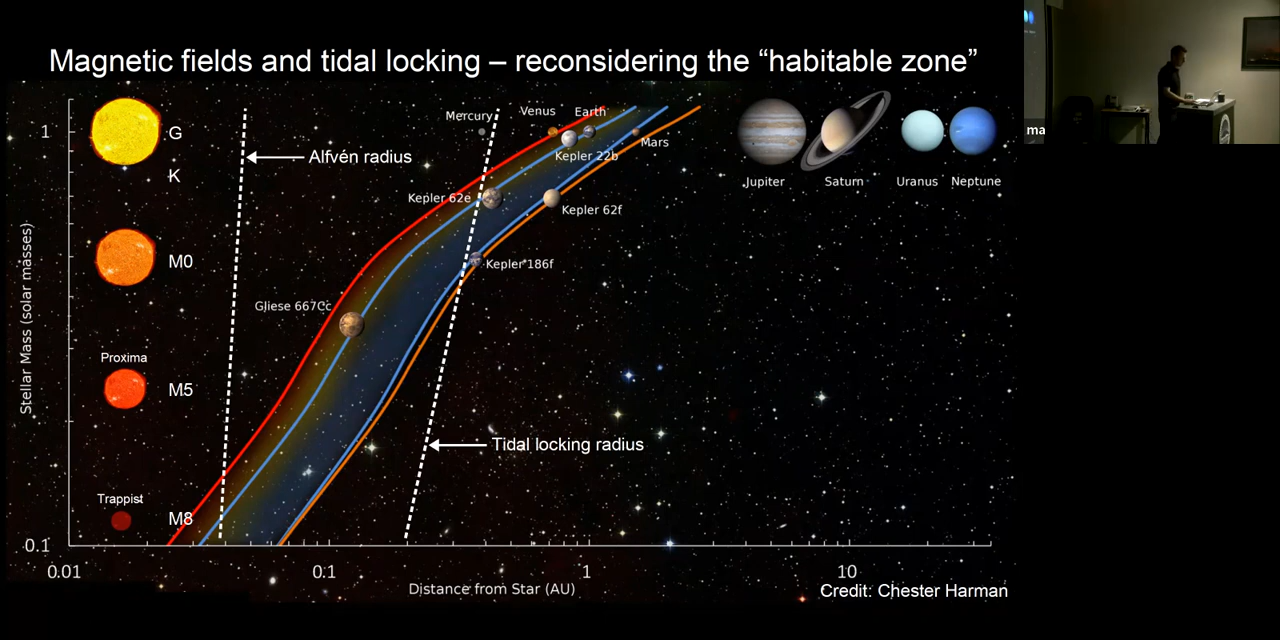 Magnetic fields and tidal locking – reconsidering the “habitable zone”
ma
1
G
K
M0
Proxima
M5
Trappist
M8
0.1
Stellar Mass (solar masses)
Alfvén radius
Mercury
Venus
Earth
Kepler 22b
Mars
Kepler 62e
Kepler 62f
Kepler 186f
Gliese 667Cc
Tidal locking radius
Jupiter
Saturn
Uranus
Neptune
0.01
0.1
1
10
Distance from Star (AU)
Credit: Chester Harman